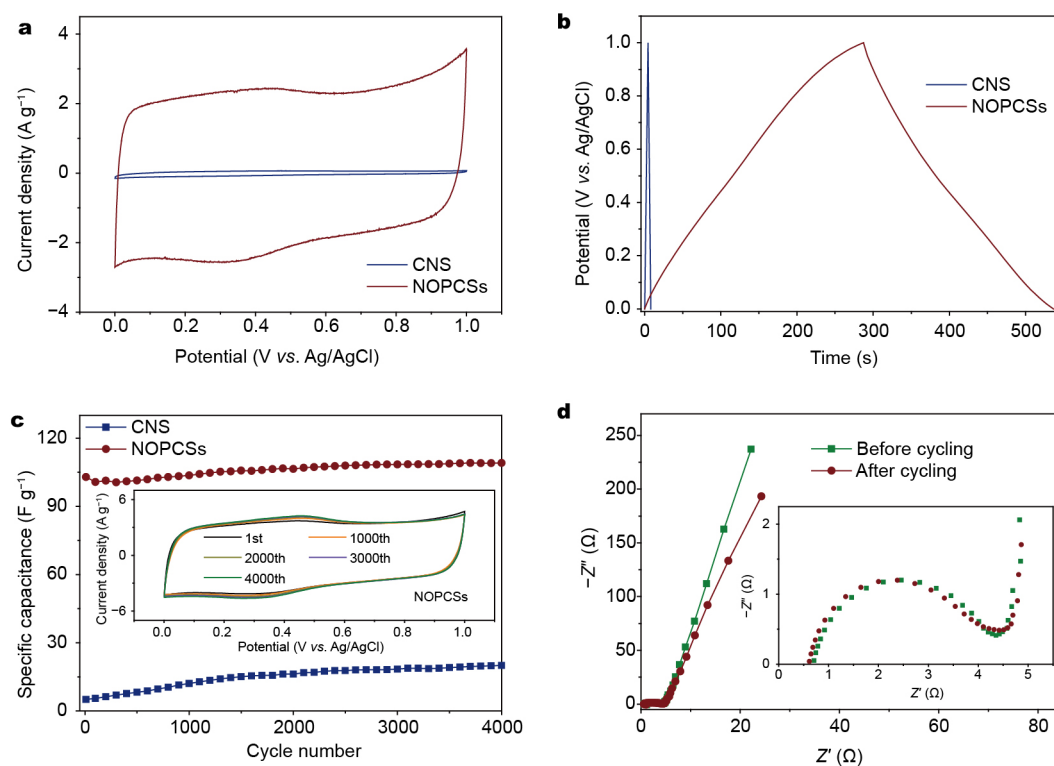 a
4
2
0
−2
−4
Current density (A g⁻¹)
CNS
NOPCSs
0.0 0.2 0.4 0.6 0.8 1.0
Potential (V vs. Ag/AgCl)
b
1.0
0.8
0.6
0.4
0.2
0.0
Potential (V vs. Ag/AgCl)
CNS
NOPCSs
0 100 200 300 400 500
Time (s)
c
CNS
NOPCSs
120
90
60
30
0
Specific capacitance (F g⁻¹)
6
3
0
−3
−6
Current density (A g⁻¹)
1st 1000th
2000th 3000th
4000th
NOPCSs
0.0 0.2 0.4 0.6 0.8 1.0
Potential (V vs. Ag/AgCl)
0 1000 2000 3000 4000
Cycle number
d
250
200
150
100
50
0
−Z″ (Ω)
Before cycling
After cycling
2
1
0
−Z″ (Ω)
0 1 2 3 4 5
Z′ (Ω)
0 20 40 60 80
Z′ (Ω)